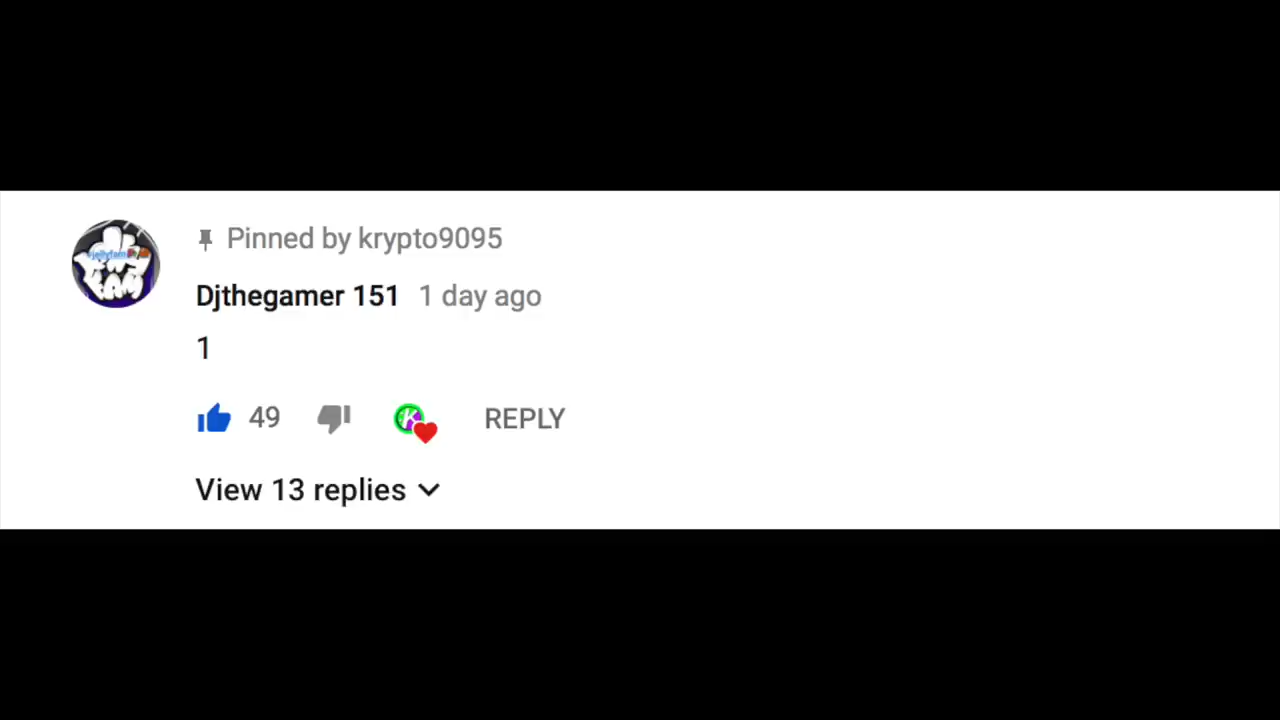 Pinned by krypto9095
Djthegamer 151 1 day ago
1
49 REPLY
View 13 replies